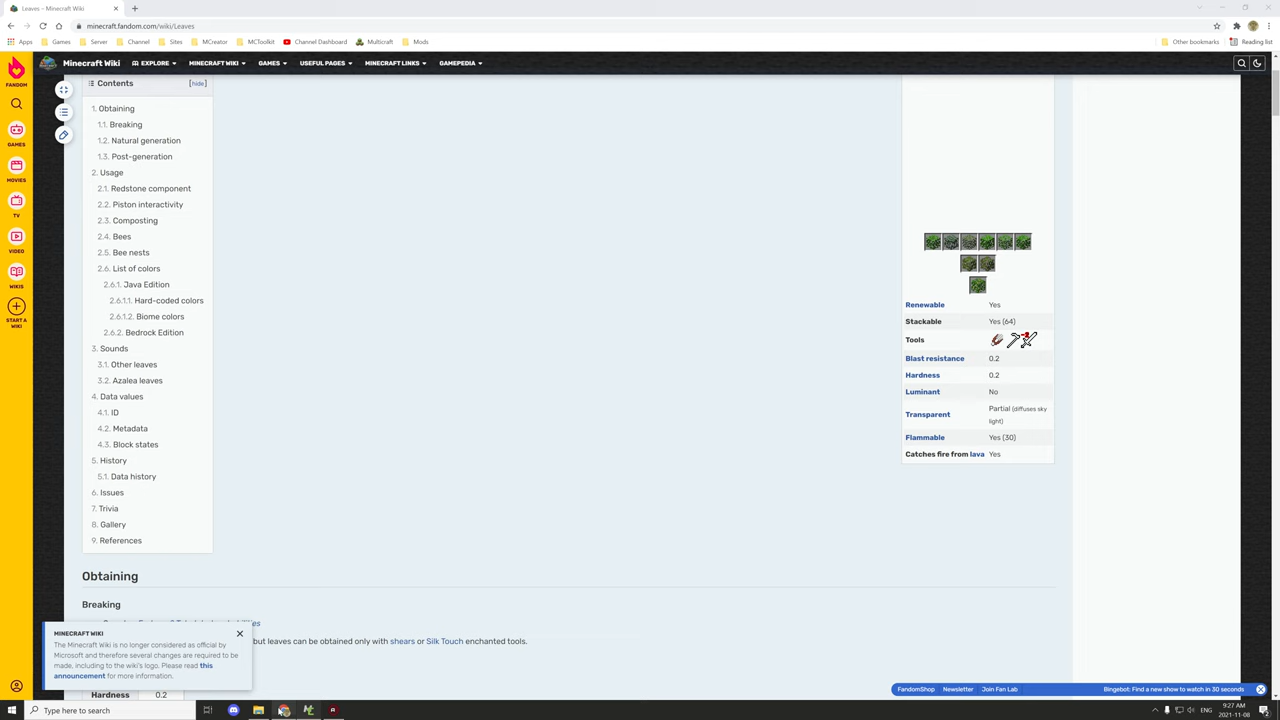 Leaves – Minecraft Wiki
minecraft.fandom.com/wiki/Leaves
Apps Games Server Channel Sites MCreator MCToolkit Channel Dashboard Multicraft Mods Other bookmarks Reading list
FANDOM
GAMES
MOVIES
TV
VIDEO
WIKIS
START A
WIKI
Minecraft Wiki EXPLORE MINECRAFT WIKI GAMES USEFUL PAGES MINECRAFT LINKS GAMEPEDIA
Contents [hide]
1. Obtaining
1.1. Breaking
1.2. Natural generation
1.3. Post-generation
2. Usage
2.1. Redstone component
2.2. Piston interactivity
2.3. Composting
2.4. Bees
2.5. Bee nests
2.6. List of colors
2.6.1. Java Edition
2.6.1.1. Hard-coded colors
2.6.1.2. Biome colors
2.6.2. Bedrock Edition
3. Sounds
3.1. Other leaves
3.2. Azalea leaves
4. Data values
4.1. ID
4.2. Metadata
4.3. Block states
5. History
5.1. Data history
6. Issues
7. Trivia
8. Gallery
9. References
Renewable Yes
Stackable Yes (64)
Tools
Blast resistance 0.2
Hardness 0.2
Luminant No
Transparent Partial (diffuses sky
light)
Flammable Yes (30)
Catches fire from lava Yes
Obtaining
Breaking
but leaves can be obtained only with shears or Silk Touch enchanted tools.
MINECRAFT WIKI
The Minecraft Wiki is no longer considered as official by
Microsoft and therefore several changes are required to be
made, including to the wiki's logo. Please read this
announcement for more information.
Hardness 0.2
FandomShop Newsletter Join Fan Lab Bingebot: Find a new show to watch in 30 seconds
Type here to search
ENG
9:27 AM
2021-11-08